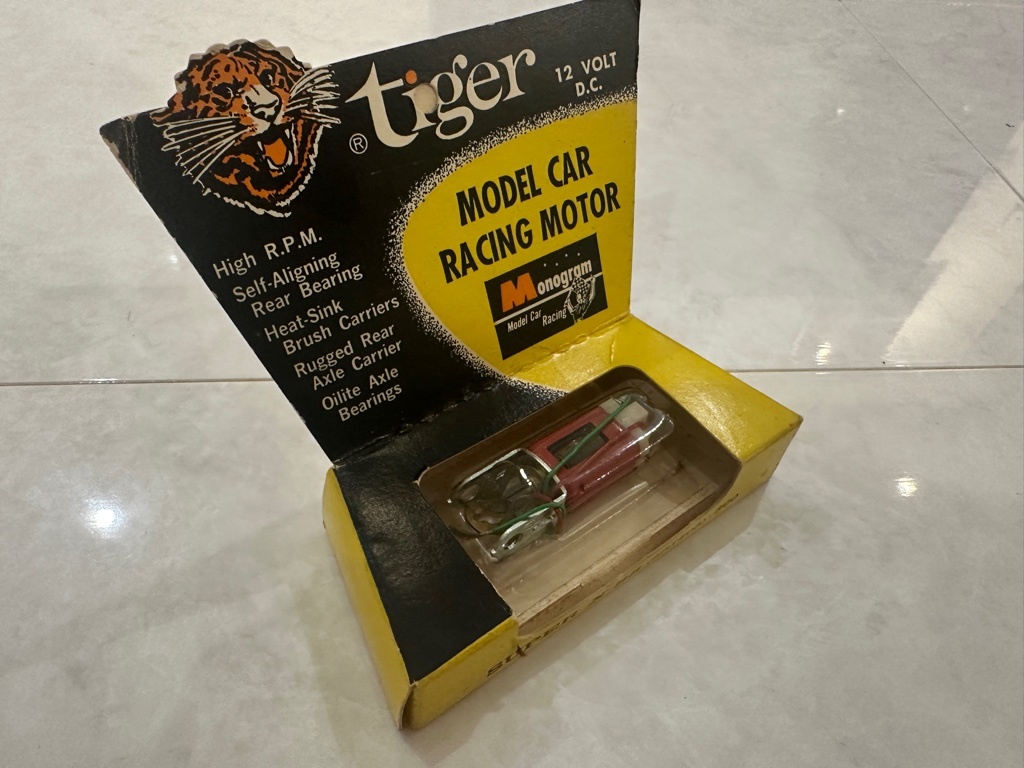 ® tiger
12 VOLT
D.C.
MODEL CAR
RACING MOTOR
Monogram
Model Car
Racing
High R.P.M.
Self-Aligning
Rear Bearing
Heat-Sink
Brush Carriers
Rugged Rear
Axle Carrier
Oilite Axle
Bearings